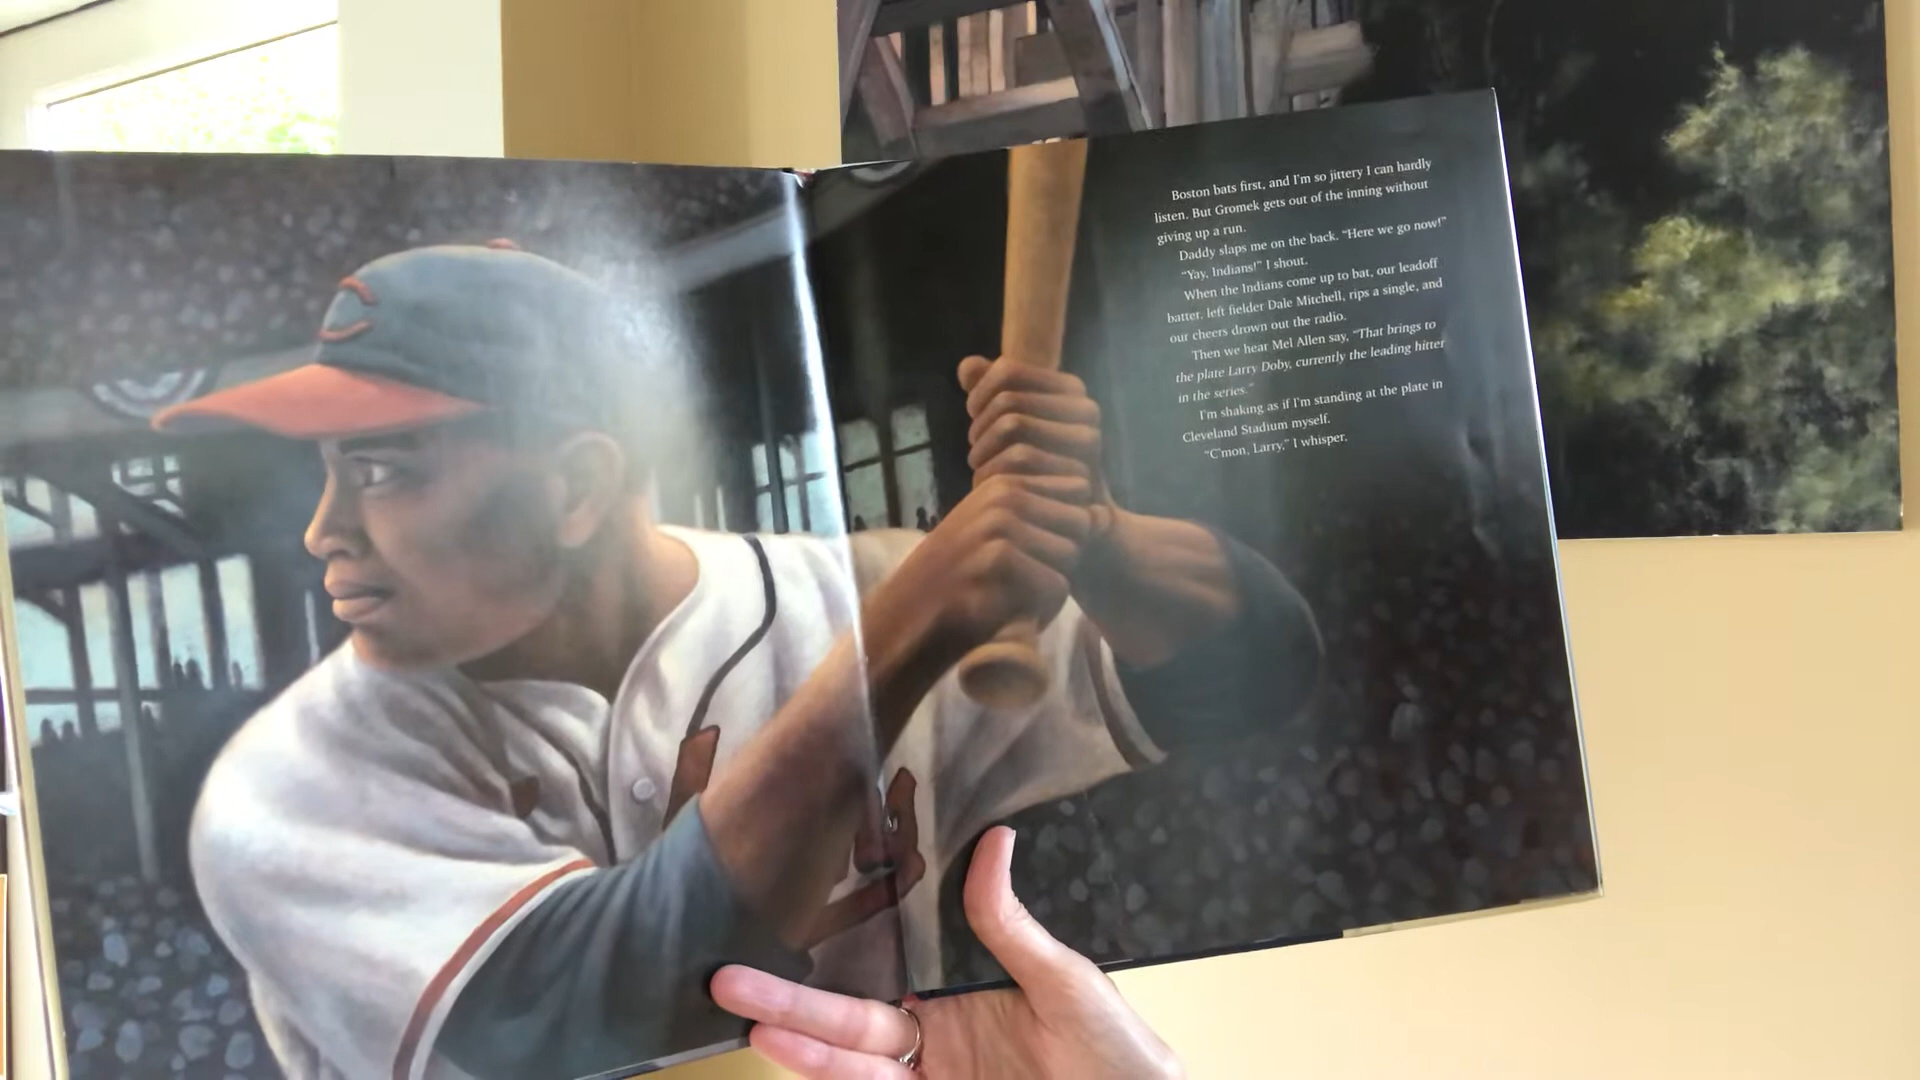 Boston bats first, and I'm so jittery I can hardly
listen. But Gromek gets out of the inning without
giving up a run.
Daddy slaps me on the back. "Here we go now!"
"Yay, Indians!" I shout.
When the Indians come up to bat, our leadoff
batter, left fielder Dale Mitchell, rips a single, and
our cheers drown out the radio.
Then we hear Mel Allen say, "That brings to
the plate Larry Doby, currently the leading hitter
in the series."
I'm shaking as if I'm standing at the plate in
Cleveland Stadium myself.
"C'mon, Larry," I whisper.